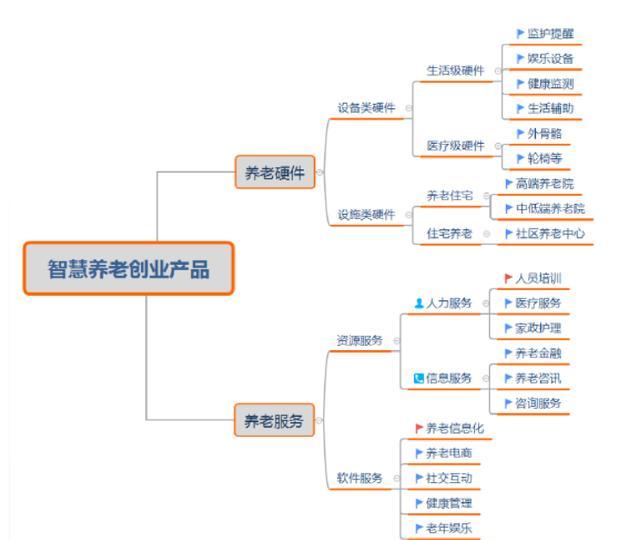 智慧养老创业产品
养老硬件
设备类硬件
生活级硬件
监护提醒
娱乐设备
健康监测
生活辅助
医疗级硬件
外骨骼
轮椅等
设施类硬件
养老住宅
高端养老院
中低端养老院
住宅养老
社区养老中心
养老服务
资源服务
人力服务
人员培训
医疗服务
家政护理
信息服务
养老金融
养老咨讯
咨询服务
软件服务
养老信息化
养老电商
社交互动
健康管理
老年娱乐